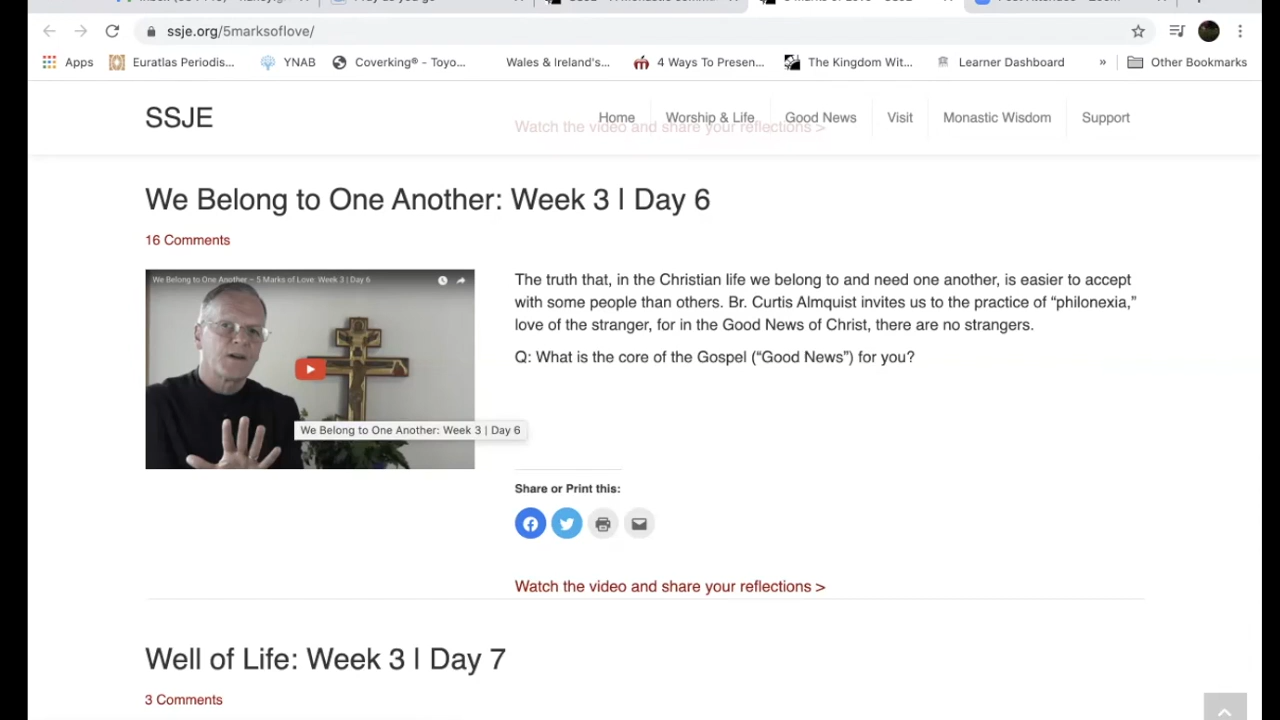 ssje.org/5marksoflove/
Apps
Euratlas Periodis...
YNAB
Coverking® - Toyo...
Wales & Ireland's...
4 Ways To Presen...
The Kingdom Wit...
Learner Dashboard
»
Other Bookmarks
SSJE
Home
Worship & Life
Good News
Visit
Monastic Wisdom
Support
Watch the video and share your reflections >
We Belong to One Another: Week 3 | Day 6
16 Comments
We Belong to One Another – 5 Marks of Love: Week 3 | Day 6
We Belong to One Another: Week 3 | Day 6
The truth that, in the Christian life we belong to and need one another, is easier to accept
with some people than others. Br. Curtis Almquist invites us to the practice of “philonexia,”
love of the stranger, for in the Good News of Christ, there are no strangers.
Q: What is the core of the Gospel (“Good News”) for you?
Share or Print this:
Watch the video and share your reflections >
Well of Life: Week 3 | Day 7
3 Comments